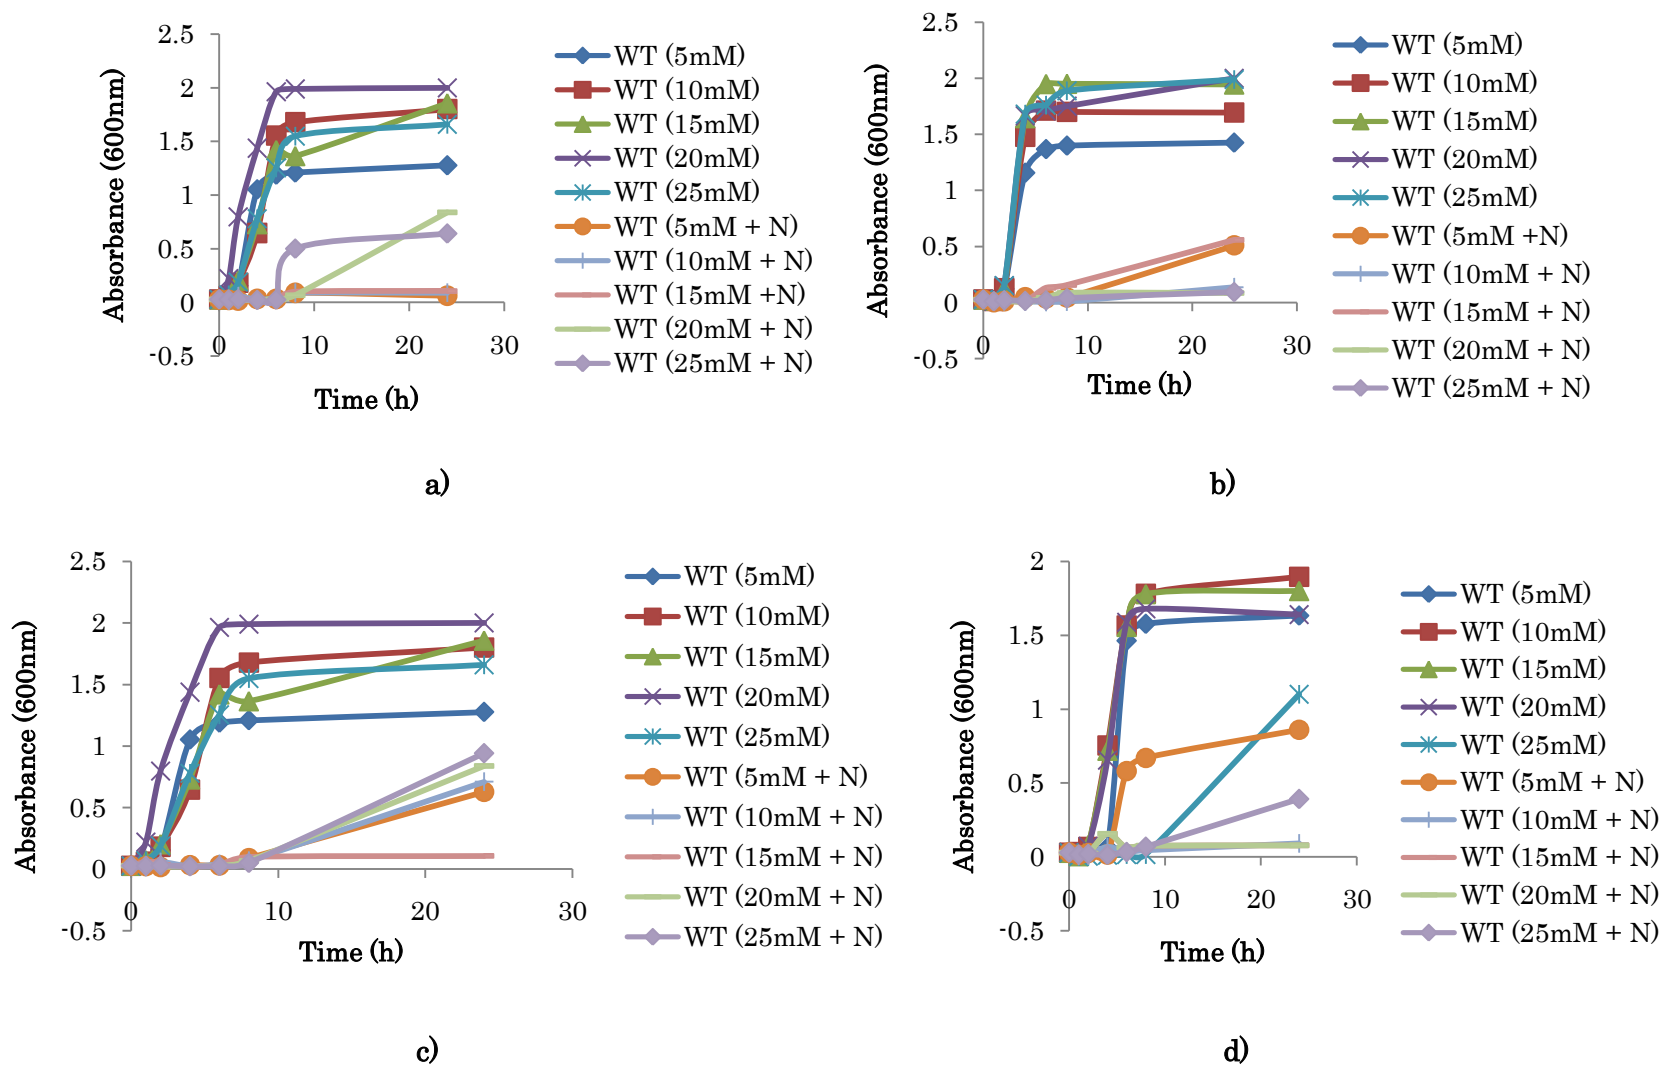 2.5
2
1.5
1
0.5
0
-0.5
0
10
20
30
Absorbance (600nm)
Time (h)
WT (5mM)
WT (10mM)
WT (15mM)
WT (20mM)
WT (25mM)
WT (5mM + N)
WT (10mM + N)
WT (15mM +N)
WT (20mM + N)
WT (25mM + N)
a)
2.5
2
1.5
1
0.5
0
-0.5
0
10
20
30
Absorbance (600nm)
Time (h)
WT (5mM)
WT (10mM)
WT (15mM)
WT (20mM)
WT (25mM)
WT (5mM +N)
WT (10mM + N)
WT (15mM + N)
WT (20mM + N)
WT (25mM + N)
b)
2.5
2
1.5
1
0.5
0
-0.5
0
10
20
30
Absorbance (600nm)
Time (h)
WT (5mM)
WT (10mM)
WT (15mM)
WT (20mM)
WT (25mM)
WT (5mM + N)
WT (10mM + N)
WT (15mM + N)
WT (20mM + N)
WT (25mM + N)
c)
2
1.5
1
0.5
0
-0.5
0
10
20
30
Absorbance (600nm)
Time (h)
WT (5mM)
WT (10mM)
WT (15mM)
WT (20mM)
WT (25mM)
WT (5mM + N)
WT (10mM + N)
WT (15mM + N)
WT (20mM + N)
WT (25mM + N)
d)